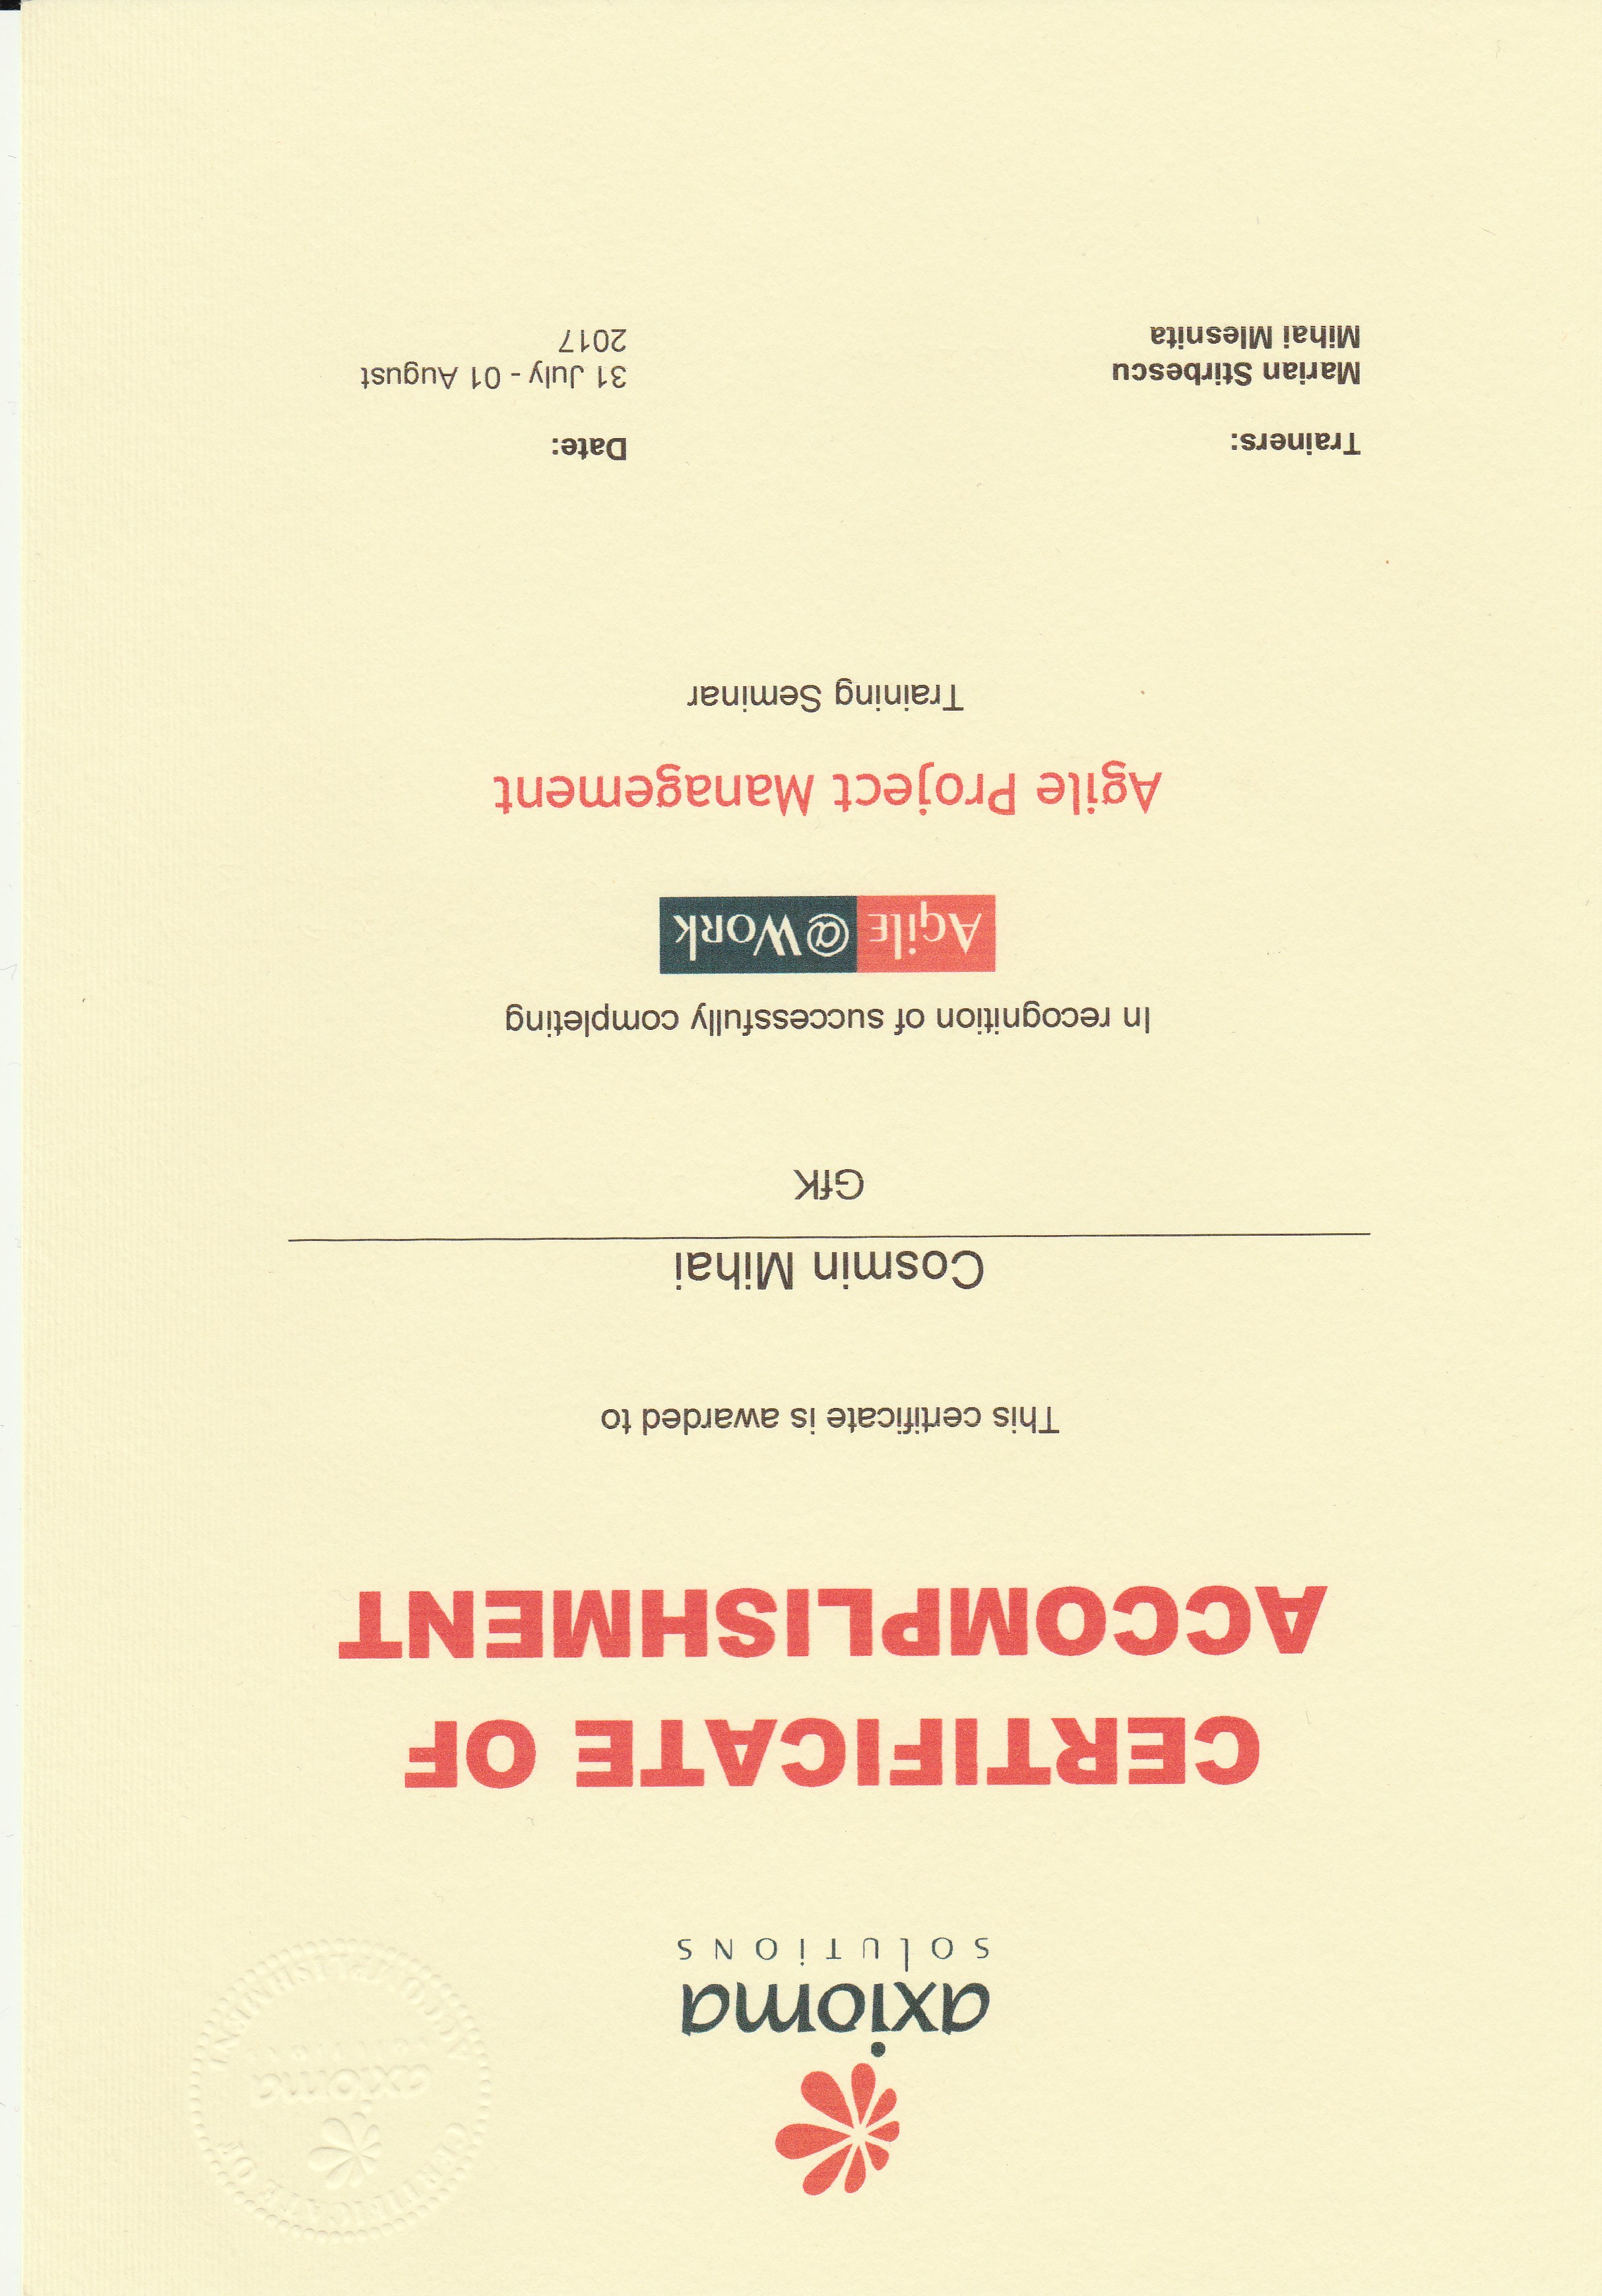 axioma
solutions
CERTIFICATE OF
axioma
SOLUTIONS
ACCOMPLISHMENT
CERTIFICATE OF
ACCOMPLISHMENT
This certificate is awarded to
Cosmin Mihai
GfK
In recognition of successfully completing
Agile @Work
Agile Project Management
Training Seminar
Trainers:
Marian Stirbescu
Mihai Mlesnita
Date:
31 July - 01 August
2017